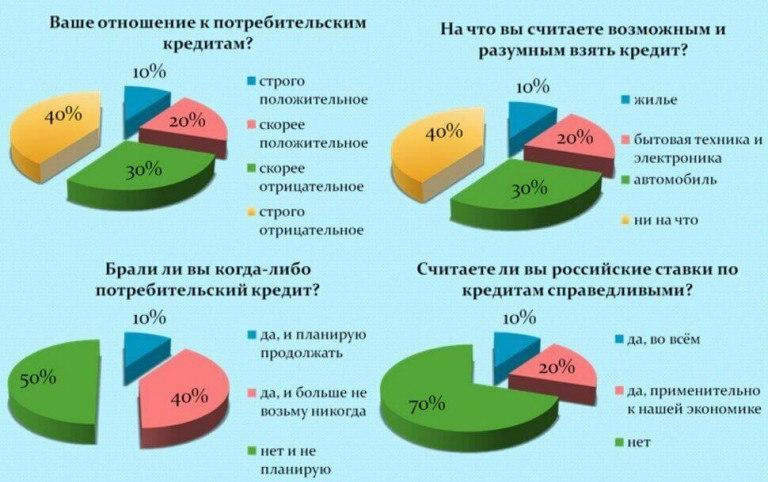 Ваше отношение к потребительским
кредитам?
10%
20%
30%
40%
строго
положительное
скорее
положительное
скорее
отрицательное
строго
отрицательное
На что вы считаете возможным и
разумным взять кредит?
10%
20%
30%
40%
жилье
бытовая техника и
электроника
автомобиль
ни на что
Брали ли вы когда-либо
потребительский кредит?
10%
40%
50%
да, и планирую
продолжать
да, и больше не
возьму никогда
нет и не
планирую
Считаете ли вы российские ставки по
кредитам справедливыми?
10%
20%
70%
да, во всём
да, применительно
к нашей экономике
нет